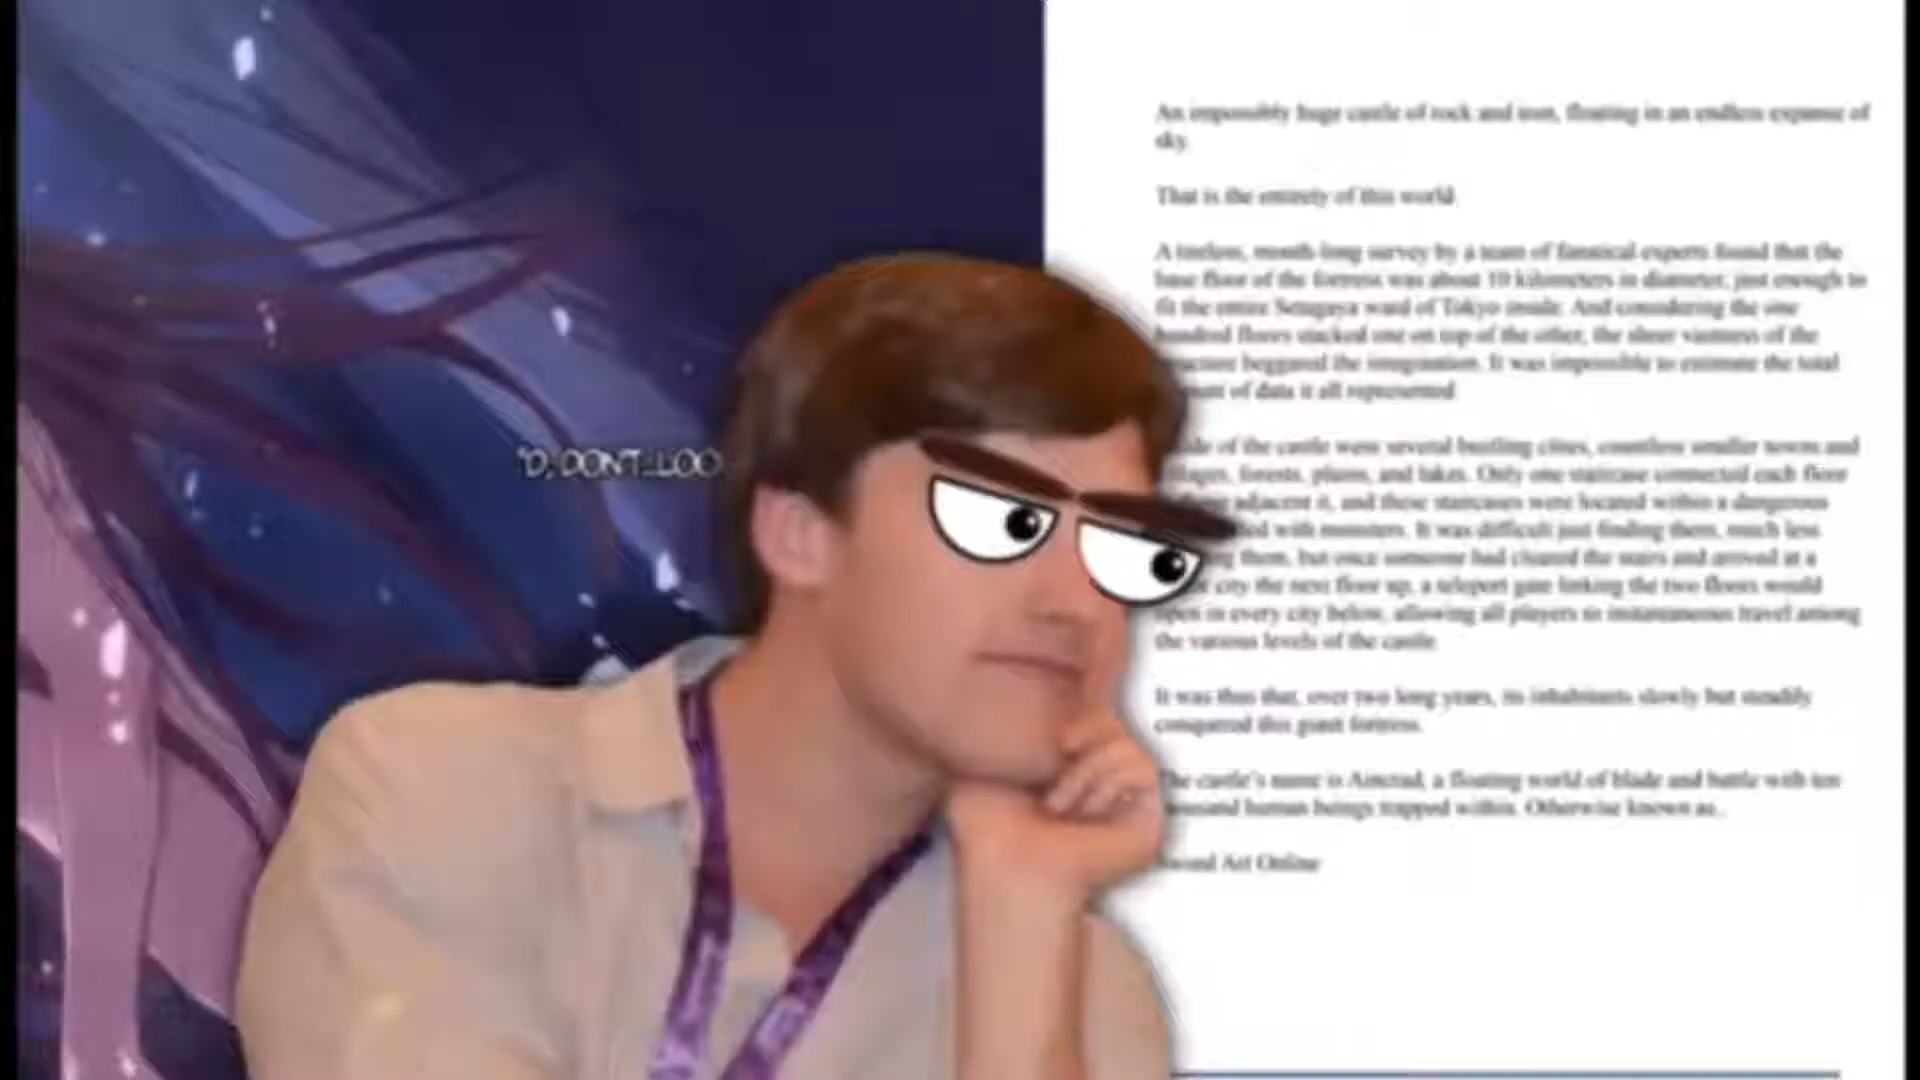 "D, DON'T...LOO
An impossibly huge castle of rock and iron, floating in an endless expanse of
sky.
That is the entirety of this world.
A tireless, month-long survey by a team of fanatical experts found that the
base floor of the fortress was about 10 kilometers in diameter, just enough to
fit the entire Setagaya ward of Tokyo inside. And considering the one
hundred floors stacked one on top of the other, the sheer vastness of the
ucture beggared the imagination. It was impossible to estimate the total
of data it all represented.
of the castle were several bustling cities, countless smaller towns and
forests, plains, and lakes. Only one staircase connected each floor
adjacent it, and these staircases were located within a dangerous
with monsters. It was difficult just finding them, much less
them, but once someone had cleared the stairs and arrived at a
city the next floor up, a teleport gate linking the two floors would
open in every city below, allowing all players to instantaneous travel among
the various levels of the castle.
It was thus that, over two long years, its inhabitants slowly but steadily
conquered this giant fortress.
The castle's name is Aincrad, a floating world of blade and battle with ten
ousand human beings trapped within. Otherwise known as...
Sword Art Online